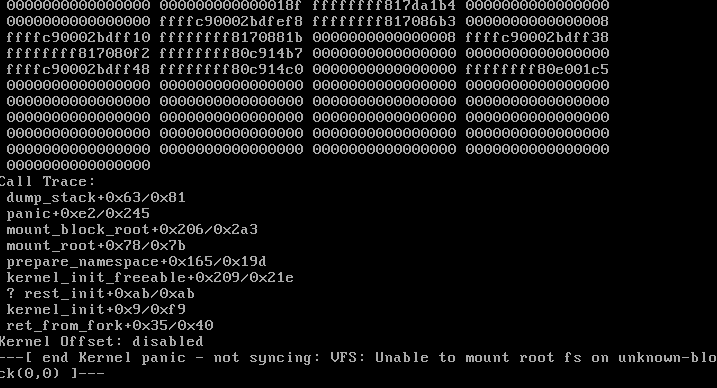 0000000000000000 000000000000018f ffffffff817da1b4 0000000000000000
0000000000000000 ffffc90002bdfef8 ffffffff817086b3 0000000000000008
ffffc90002bdff10 ffffffff8170881b 0000000000000008 ffffc90002bdff38
ffffffff817080f2 ffffffff80c914b7 0000000000000000 0000000000000000
ffffc90002bdff48 ffffffff80c914c0 0000000000000000 ffffffff80e001c5
0000000000000000 0000000000000000 0000000000000000 0000000000000000
0000000000000000 0000000000000000 0000000000000000 0000000000000000
0000000000000000 0000000000000000 0000000000000000 0000000000000000
0000000000000000 0000000000000000 0000000000000000 0000000000000000
0000000000000000 0000000000000000 0000000000000000 0000000000000000
0000000000000000
Call Trace:
dump_stack+0x63/0x81
panic+0xe2/0x245
mount_block_root+0x206/0x2a3
mount_root+0x78/0x7b
prepare_namespace+0x165/0x19d
kernel_init_freeable+0x209/0x21e
? rest_init+0xab/0xab
kernel_init+0x9/0xf9
ret_from_fork+0x35/0x40
Kernel Offset: disabled
---[ end Kernel panic - not syncing: VFS: Unable to mount root fs on unknown-blo
ck(0,0) ]---